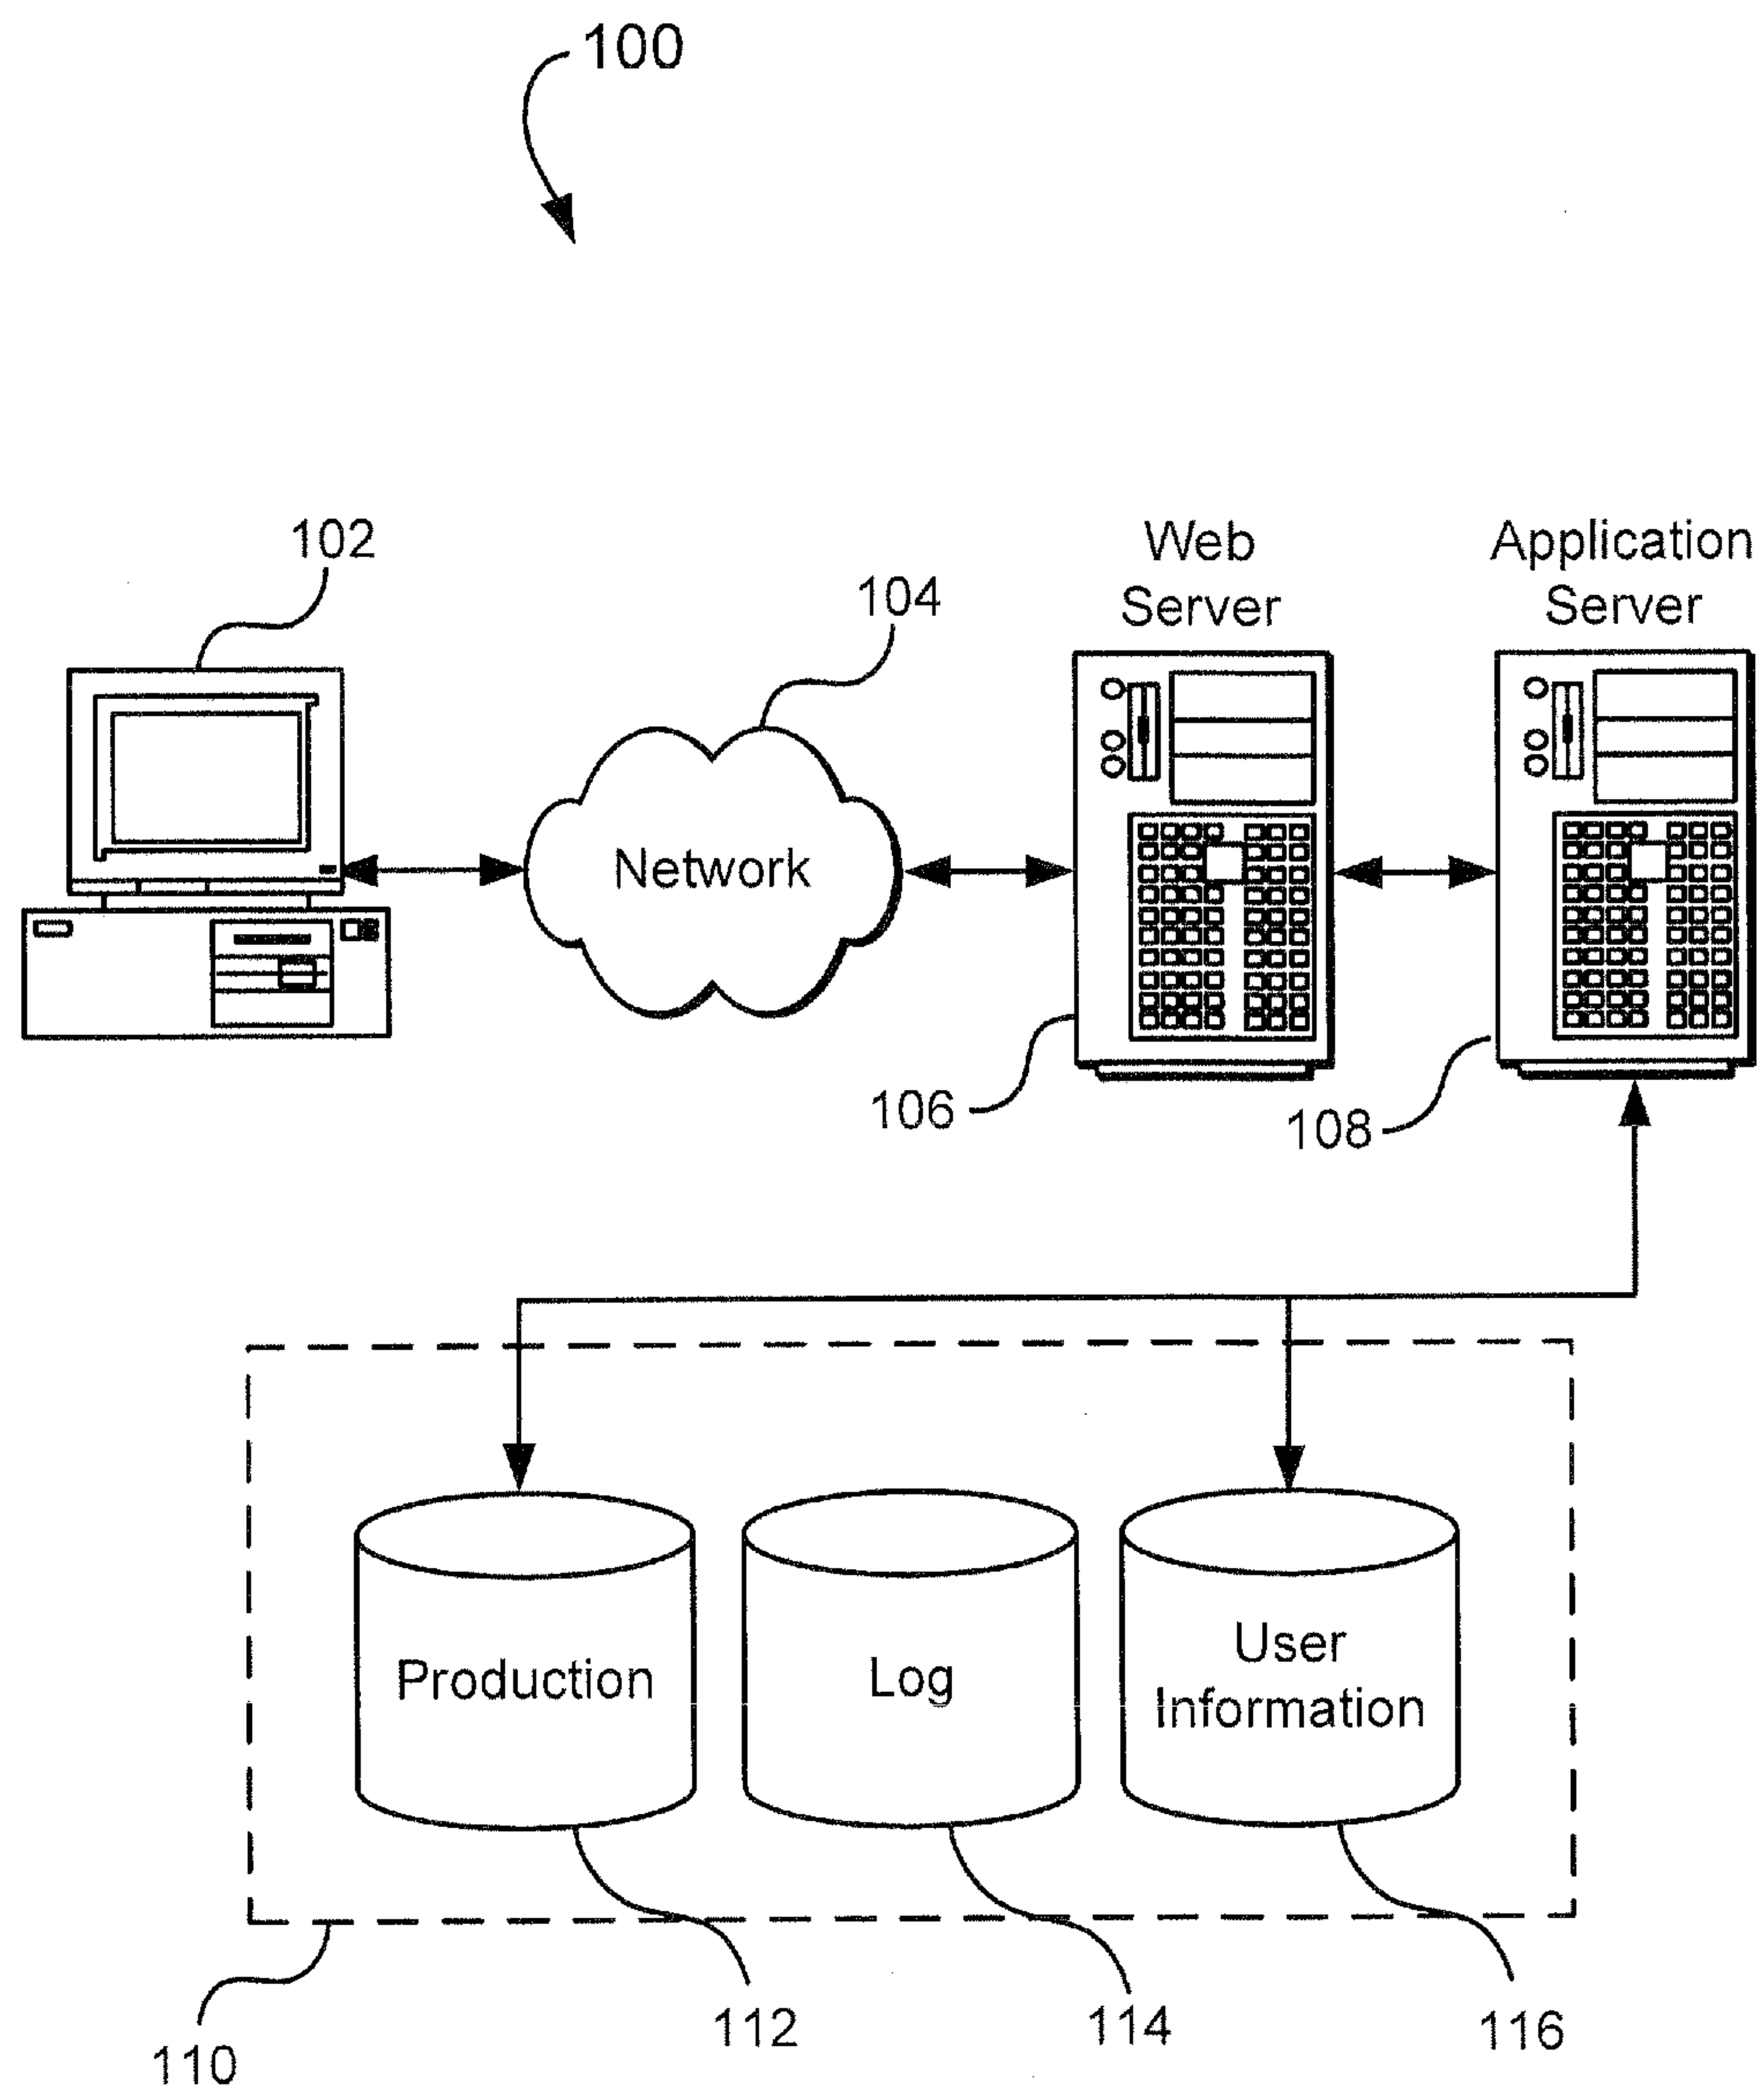 100
102
104
Web
Server
Application
Server
Network
106
108
Production
Log
User
Information
110
112
114
116